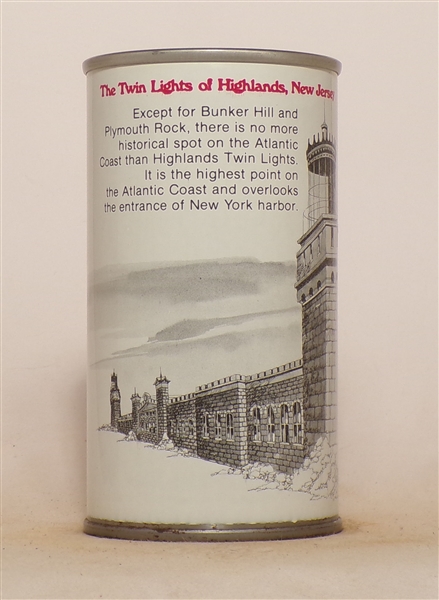 The Twin Lights of Highlands, New Jersey
Except for Bunker Hill and
Plymouth Rock, there is no more
historical spot on the Atlantic
Coast than Highlands Twin Lights.
It is the highest point on
the Atlantic Coast and overlooks
the entrance of New York harbor.